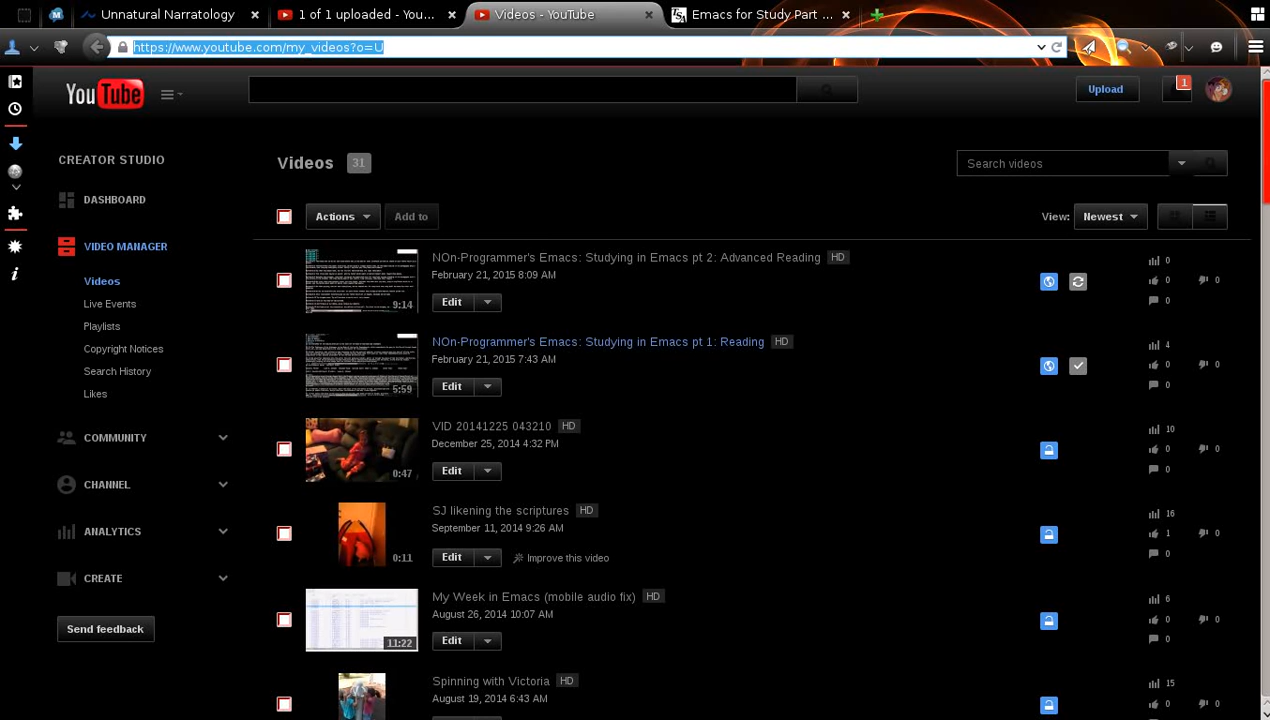 Unnatural Narratology
1 of 1 uploaded - You...
Videos - YouTube
Emacs for Study Part ...
https://www.youtube.com/my_videos?o=U
YouTube
Upload
1
CREATOR STUDIO
DASHBOARD
VIDEO MANAGER
Videos
Live Events
Playlists
Copyright Notices
Search History
Likes
COMMUNITY
CHANNEL
ANALYTICS
CREATE
Send feedback
Videos 31
Search videos
Actions Add to
View: Newest
NOn-Programmer's Emacs: Studying in Emacs pt 2: Advanced Reading HD
February 21, 2015 8:09 AM
9:14
Edit
0
0 0
0
NOn-Programmer's Emacs: Studying in Emacs pt 1: Reading HD
February 21, 2015 7:43 AM
5:59
Edit
4
0 0
0
VID 20141225 043210 HD
December 25, 2014 4:32 PM
0:47
Edit
10
0 0
0
SJ likening the scriptures HD
September 11, 2014 9:26 AM
0:11
Edit Improve this video
16
1 0
0
My Week in Emacs (mobile audio fix) HD
August 26, 2014 10:07 AM
11:22
Edit
6
0 0
0
Spinning with Victoria HD
August 19, 2014 6:43 AM
15
0 0